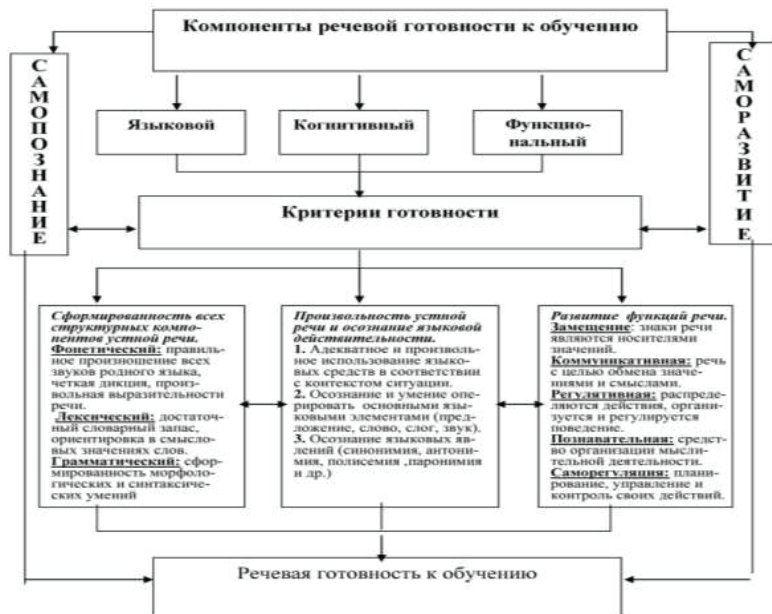 Компоненты речевой готовности к обучению
САМОПОЗНАНИЕ
САМОРАЗВИТИЕ
Языковой
Когнитивный
Функцио-
нальный
Критерии готовности
Сформированность всех
структурных компо-
нентов устной речи.
Фонетический: правиль-
ное произношение всех
звуков родного языка,
четкая дикция, произ-
вольная выразительности
речи.
Лексический: достаточ-
ный словарный запас,
ориентировка в смысло-
вых значениях слов.
Грамматический: сфор-
мированность морфоло-
гических и синтаксиче-
ских умений
Произвольность устной
речи и осознание языковой
действительности.
1. Адекватное и произволь-
ное использование языко-
вых средств в соответствии
с контекстом ситуации.
2. Осознание и умение опе-
рировать основными язы-
ковыми элементами (пред-
ложение, слово, слог, звук).
3. Осознание языковых яв-
лений (синонимия, антони-
мия, полисемия ,паронимия
и др.)
Развитие функций речи.
Замещение: знаки речи
являются носителями
значений.
Коммуникативная: речь
с целью обмена значе-
ниями и смыслами.
Регулятивная: распреде-
ляются действия, органи-
зуется и регулируется
поведение.
Познавательная: средст-
во организации мысли-
тельной деятельности.
Саморегуляция: плани-
рование, управление и
контроль своих действий.
Речевая готовность к обучению